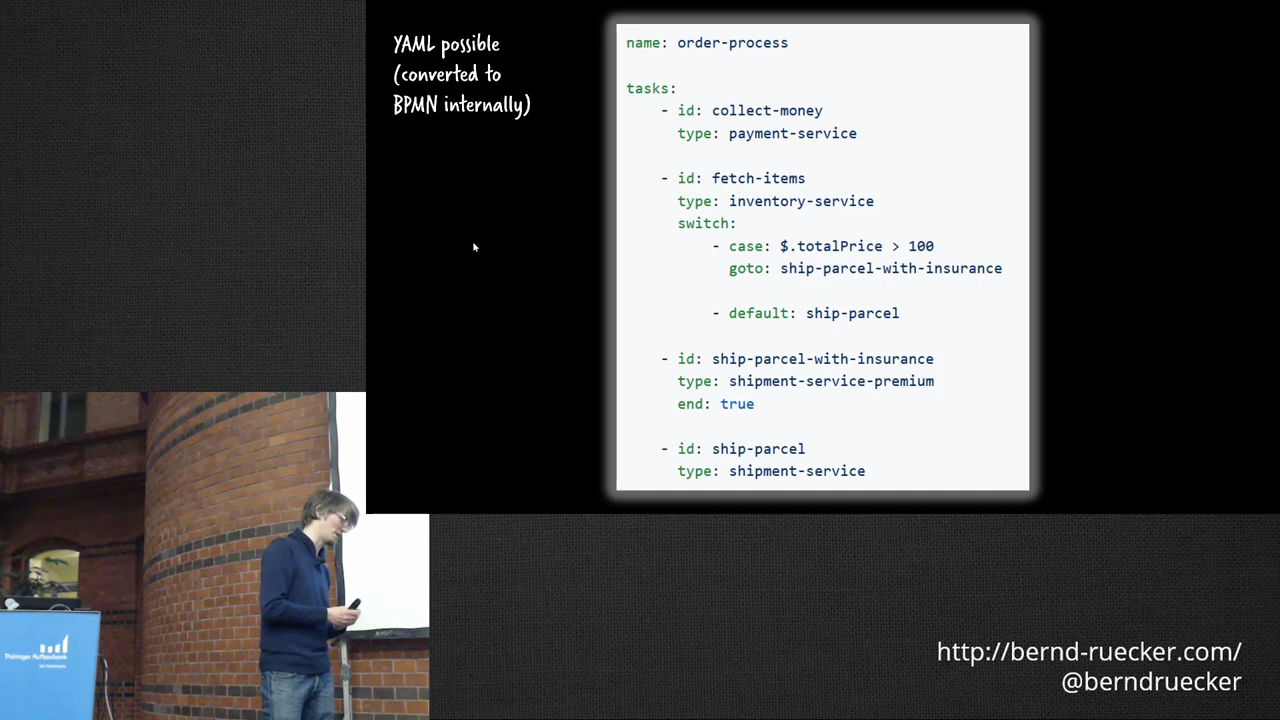 YAML possible
(converted to
BPMN internally)
name: order-process
tasks:
- id: collect-money
type: payment-service
- id: fetch-items
type: inventory-service
switch:
- case: $.totalPrice > 100
goto: ship-parcel-with-insurance
- default: ship-parcel
- id: ship-parcel-with-insurance
type: shipment-service-premium
end: true
- id: ship-parcel
type: shipment-service
Thüringer Aufbaubank
http://bernd-ruecker.com/
@berndruecker